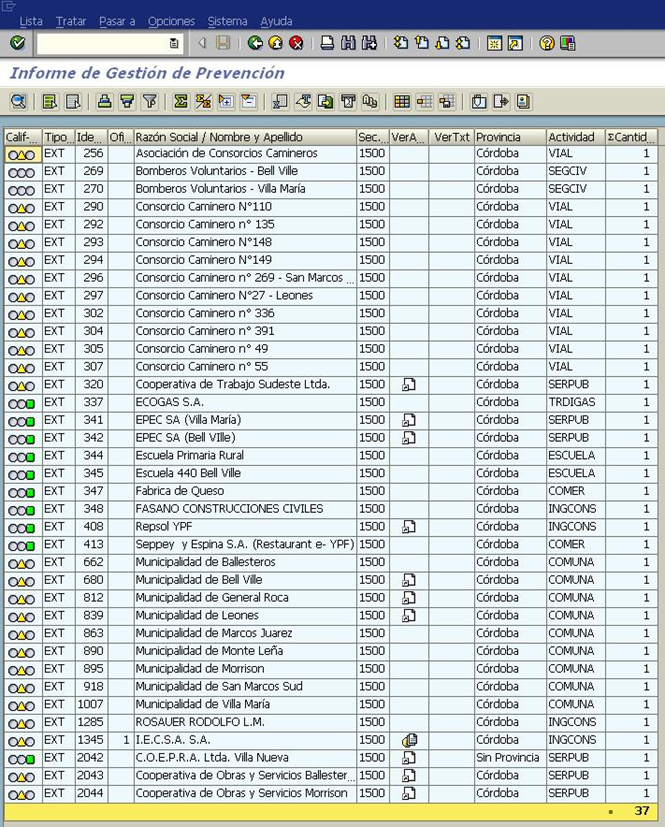 Lista Tratar Pasar a Opciones Sistema Ayuda
Informe de Gestión de Prevención
Calif-... Tipo Ide... Ofi... Razón Social / Nombre y Apellido Sec... VerA... VerTxt Provincia Actividad ΣCantid...
EXT 256 Asociación de Consorcios Camineros 1500 Córdoba VIAL 1
EXT 269 Bomberos Voluntarios - Bell Ville 1500 Córdoba SEGCIV 1
EXT 270 Bomberos Voluntarios - Villa María 1500 Córdoba SEGCIV 1
EXT 290 Consorcio Caminero N°110 1500 Córdoba VIAL 1
EXT 292 Consorcio Caminero n° 135 1500 Córdoba VIAL 1
EXT 293 Consorcio Caminero N°148 1500 Córdoba VIAL 1
EXT 294 Consorcio Caminero N°149 1500 Córdoba VIAL 1
EXT 296 Consorcio Caminero n° 269 - San Marcos ... 1500 Córdoba VIAL 1
EXT 297 Consorcio Caminero N°27 - Leones 1500 Córdoba VIAL 1
EXT 302 Consorcio Caminero n° 336 1500 Córdoba VIAL 1
EXT 304 Consorcio Caminero n° 391 1500 Córdoba VIAL 1
EXT 305 Consorcio Caminero n° 49 1500 Córdoba VIAL 1
EXT 307 Consorcio Caminero n° 55 1500 Córdoba VIAL 1
EXT 320 Cooperativa de Trabajo Sudeste Ltda. 1500 Córdoba SERPUB 1
EXT 337 ECOGAS S.A. 1500 Córdoba TRDIGAS 1
EXT 341 EPEC SA (Villa María) 1500 Córdoba SERPUB 1
EXT 342 EPEC SA (Bell VIlle) 1500 Córdoba SERPUB 1
EXT 344 Escuela Primaria Rural 1500 Córdoba ESCUELA 1
EXT 345 Escuela 440 Bell Ville 1500 Córdoba ESCUELA 1
EXT 347 Fabrica de Queso 1500 Córdoba COMER 1
EXT 348 FASANO CONSTRUCCIONES CIVILES 1500 Córdoba INGCONS 1
EXT 408 Repsol YPF 1500 Córdoba INGCONS 1
EXT 413 Seppey y Espina S.A. (Restaurant e- YPF) 1500 Córdoba COMER 1
EXT 662 Municipalidad de Ballesteros 1500 Córdoba COMUNA 1
EXT 680 Municipalidad de Bell Ville 1500 Córdoba COMUNA 1
EXT 812 Municipalidad de General Roca 1500 Córdoba COMUNA 1
EXT 839 Municipalidad de Leones 1500 Córdoba COMUNA 1
EXT 863 Municipalidad de Marcos Juarez 1500 Córdoba COMUNA 1
EXT 890 Municipalidad de Monte Leña 1500 Córdoba COMUNA 1
EXT 895 Municipalidad de Morrison 1500 Córdoba COMUNA 1
EXT 918 Municipalidad de San Marcos Sud 1500 Córdoba COMUNA 1
EXT 1007 Municipalidad de Villa María 1500 Córdoba COMUNA 1
EXT 1285 ROSAUER RODOLFO L.M. 1500 Córdoba INGCONS 1
EXT 1345 1 I.E.C.S.A. S.A. 1500 Córdoba INGCONS 1
EXT 2042 C.O.E.P.R.A. Ltda. Villa Nueva 1500 Sin Provincia SERPUB 1
EXT 2043 Cooperativa de Obras y Servicios Ballester... 1500 Córdoba SERPUB 1
EXT 2044 Cooperativa de Obras y Servicios Morrison 1500 Córdoba SERPUB 1
▪ 37